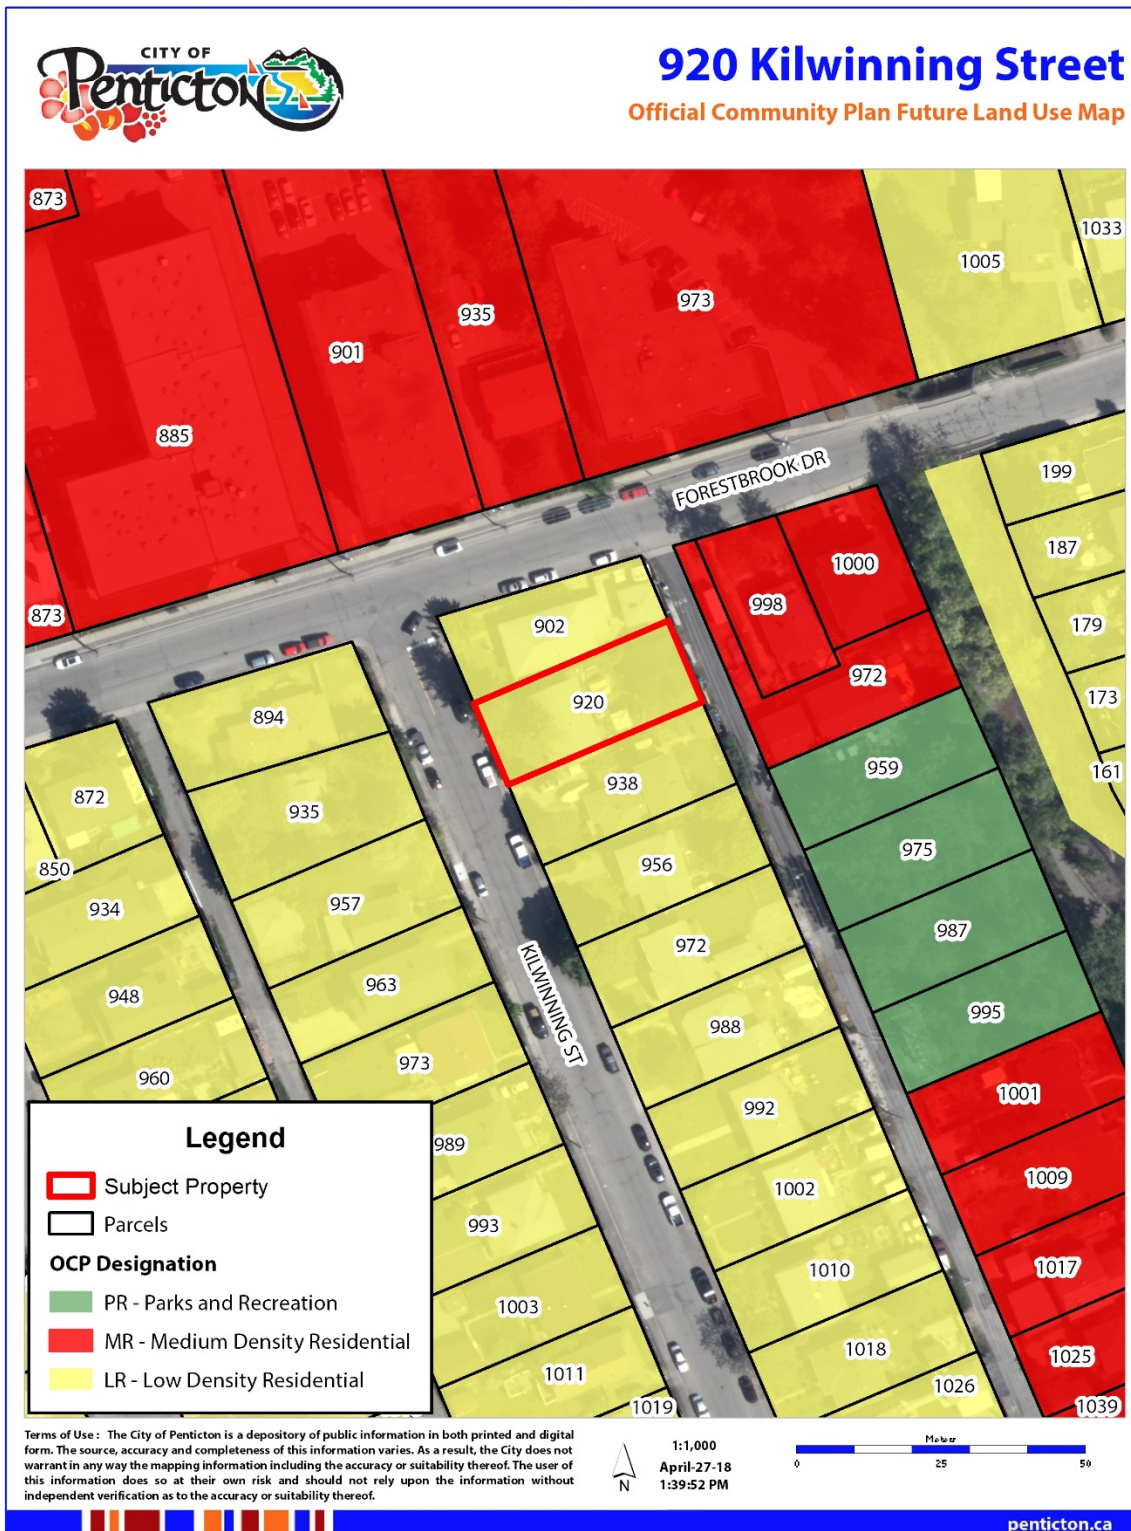 CITY OF
Penticton
920 Kilwinning Street
Official Community Plan Future Land Use Map
873
1033
1005
935
973
901
885
FORESTBROOK DR
199
187
1000
998
873
902
179
972
920
173
894
959
161
938
872
935
975
850
956
957
934
987
972
963
948
995
KILWINNING ST
988
973
960
1001
992
989
1009
1002
993
1017
1010
1003
1018
1025
1011
1026
1019
1039
Legend
Subject Property
Parcels
OCP Designation
PR - Parks and Recreation
MR - Medium Density Residential
LR - Low Density Residential
Terms of Use : The City of Penticton is a depository of public information in both printed and digital
form. The source, accuracy and completeness of this information varies. As a result, the City does not
warrant in any way the mapping information including the accuracy or suitability thereof. The user of
this information does so at their own risk and should not rely upon the information without
independent verification as to the accuracy or suitability thereof.
N
1:1,000
April-27-18
1:39:52 PM
Meters
0 25 50
penticton.ca